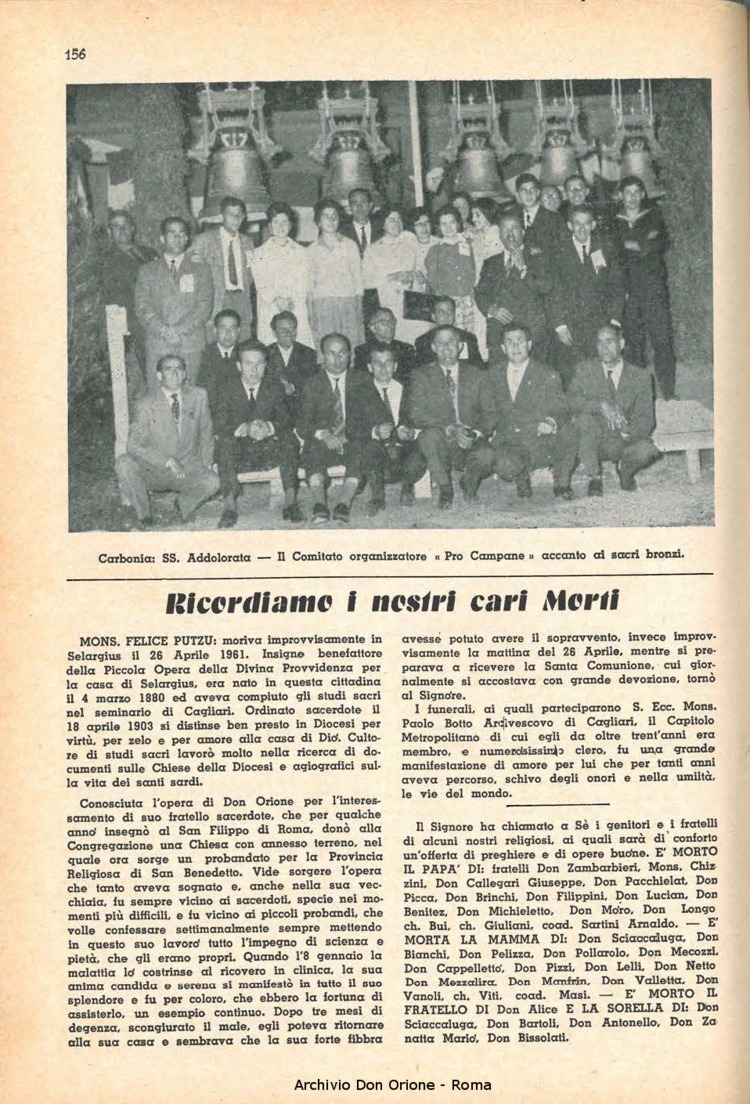 156
Carbonia: SS. Addolorata — Il Comitato organizzatore « Pro Campane » accanto ai sacri bronzi.
Ricordiamo i nostri cari Morti
MONS. FELICE PUTZU: moriva improvvisamente in
Selargius il 26 Aprile 1961. Insigne benefattore
della Piccola Opera della Divina Provvidenza per
la casa di Selargius, era nato in questa cittadina
il 4 marzo 1880 ed aveva compiuto gli studi sacri
nel seminario di Cagliari. Ordinato sacerdote il
18 aprile 1903 si distinse ben presto in Diocesi per
virtù, per zelo e per amore alla casa di Dio. Culto-
re di studi sacri lavorò molto nella ricerca di do-
cumenti sulle Chiese della Diocesi e agiografici sul-
la vita dei santi sardi.
Conosciuta l'opera di Don Orione per l'interes-
samento di suo fratello sacerdote, che per qualche
anno insegnò al San Filippo di Roma, donò alla
Congregazione una Chiesa con annesso terreno, nel
quale ora sorge un probandato per la Provincia
Religiosa di San Benedetto. Vide sorgere l'opera
che tanto aveva sognato e, anche nella sua vec-
chiaia, fu sempre vicino ai sacerdoti, specie nei mo-
menti più difficili, e fu vicino ai piccoli probandi, che
volle confessare settimanalmente sempre mettendo
in questo suo lavoro tutto l'impegno di scienza e
pietà, che gli erano propri. Quando l'8 gennaio la
malattia lo costrinse al ricovero in clinica, la sua
anima candida e serena si manifestò in tutto il suo
splendore e fu per coloro, che ebbero la fortuna di
assisterlo, un esempio continuo. Dopo tre mesi di
degenza, scongiurato il male, egli poteva ritornare
alla sua casa e sembrava che la sua forte fibbra
avesse potuto avere il sopravvento, invece improv-
visamente la mattina del 26 Aprile, mentre si pre-
parava a ricevere la Santa Comunione, cui gior-
nalmente si accostava con grande devozione, tornò
al Signore.
I funerali, ai quali parteciparono S. Ecc. Mons.
Paolo Botto Arcivescovo di Cagliari, il Capitolo
Metropolitano di cui egli da oltre trent'anni era
membro, e numerosissimo clero, fu una grande
manifestazione di amore per lui che per tanti anni
aveva percorso, schivo degli onori e nella umiltà,
le vie del mondo.
Il Signore ha chiamato a Sè i genitori e i fratelli
di alcuni nostri religiosi, ai quali sarà di conforto
un'offerta di preghiere e di opere buone. E' MORTO
IL PAPA' DI: fratelli Don Zambarbieri, Mons. Chiz
zini, Don Callegari Giuseppe, Don Pacchielat, Don
Picca, Don Brinchi, Don Filippini, Don Lucian, Don
Benitez, Don Michieletto, Don Moro, Don Longo
ch. Bui, ch. Giuliani, coad. Sartini Arnaldo. — E'
MORTA LA MAMMA DI: Don Sciaccaluga, Don
Bianchi, Don Pelizza, Don Pollarolo, Don Mecozzi,
Don Cappelletto, Don Pizzi, Don Lelli, Don Netto
Don Mezzalira, Don Manfrin, Don Valletta, Don
Vanoli, ch. Viti, coad. Masi. — E' MORTO IL
FRATELLO DI Don Alice E LA SORELLA DI: Don
Sciaccaluga, Don Bartoli, Don Antonello, Don Za
natta Mario, Don Bissolati.
Archivio Don Orione - Roma